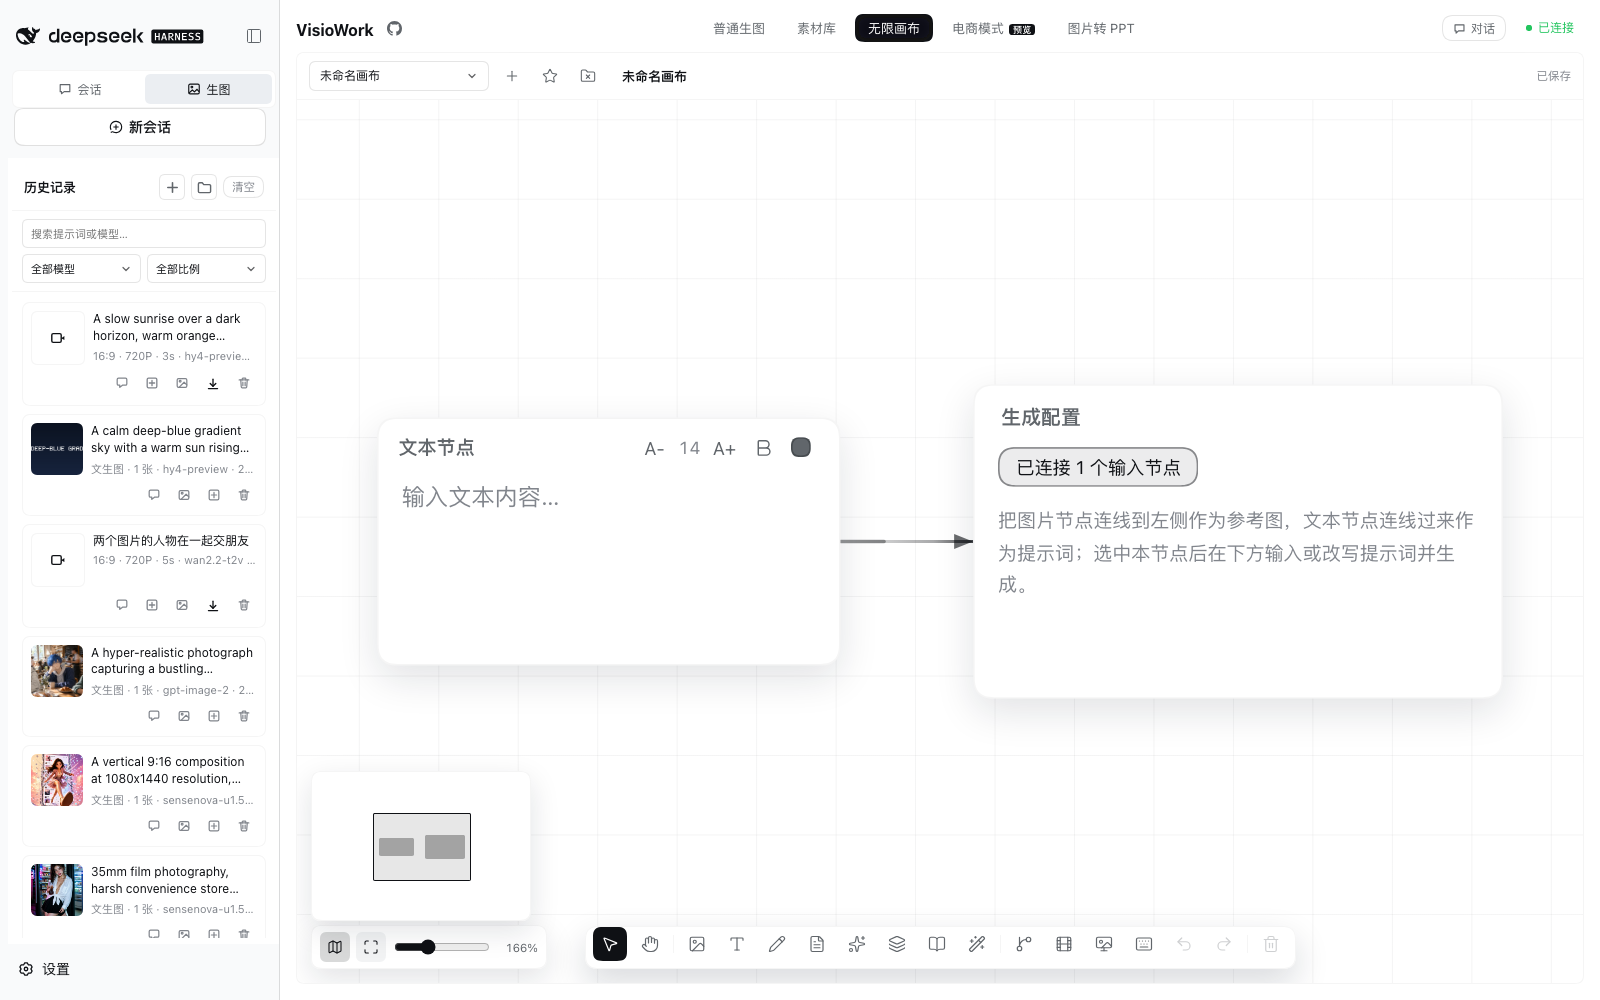 deepseek HARNESS
会话
生图
新会话
历史记录
清空
搜索提示词或模型...
全部模型
全部比例
A slow sunrise over a dark
horizon, warm orange...
16:9 · 720P · 3s · hy4-previe...
A calm deep-blue gradient
sky with a warm sun rising...
文生图 · 1 张 · hy4-preview · 2...
两个图片的人物在一起交朋友
16:9 · 720P · 5s · wan2.2-t2v ...
A hyper-realistic photograph
capturing a bustling...
文生图 · 1 张 · gpt-image-2 · 2...
A vertical 9:16 composition
at 1080x1440 resolution,...
文生图 · 1 张 · sensenova-u1.5...
35mm film photography,
harsh convenience store...
文生图 · 1 张 · sensenova-u1.5...
设置
VisioWork
普通生图
素材库
无限画布
电商模式 预览
图片转 PPT
对话
已连接
未命名画布
未命名画布
已保存
文本节点
A- 14 A+ B
输入文本内容...
生成配置
已连接 1 个输入节点
把图片节点连线到左侧作为参考图，文本节点连线过来作
为提示词；选中本节点后在下方输入或改写提示词并生
成。
166%